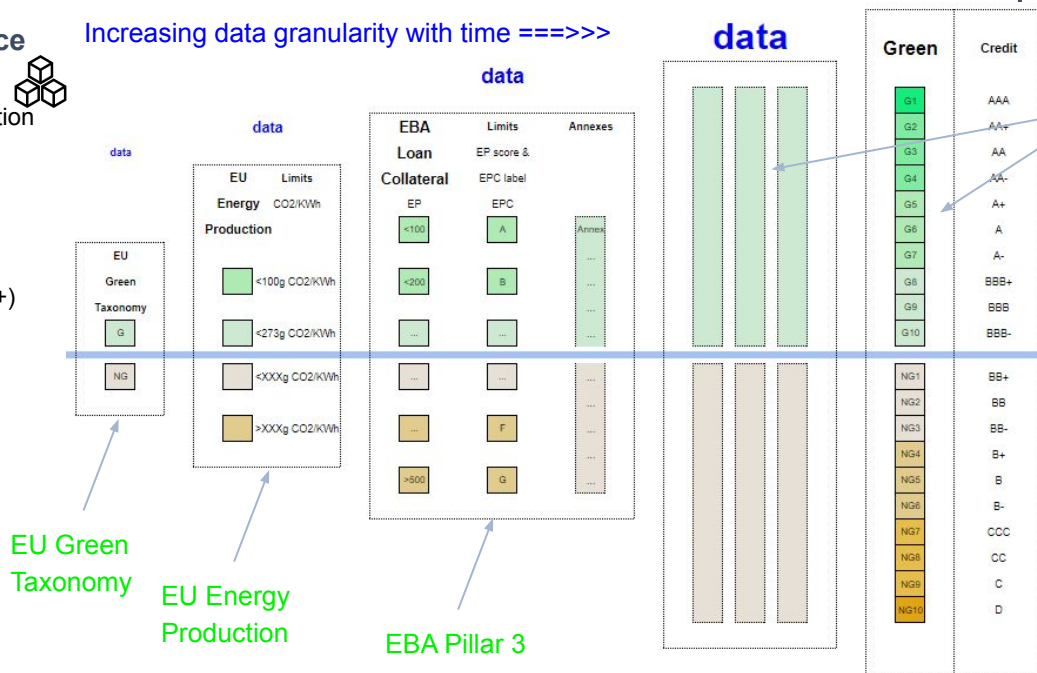 ce
tion
+)
Increasing data granularity with time ===>>>
data
EU
Green
Taxonomy
G
NG
data
EU Limits
Energy CO2/KWh
Production
<100g CO2/KWh
<273g CO2/KWh
<XXXg CO2/KWh
>XXXg CO2/KWh
data
EBA Limits Annexes
Loan EP score &
Collateral EPC label
EP EPC
<100 A Annex
...
<200 B ...
...
... ... ...
... ... ...
...
... F ...
...
>500 G ...
data
Green Credit
G1 AAA
G2 AA+
G3 AA
G4 AA-
G5 A+
G6 A
G7 A-
G8 BBB+
G9 BBB
G10 BBB-
NG1 BB+
NG2 BB
NG3 BB-
NG4 B+
NG5 B
NG6 B-
NG7 CCC
NG8 CC
NG9 C
NG10 D
EU Green
Taxonomy
EU Energy
Production
EBA Pillar 3